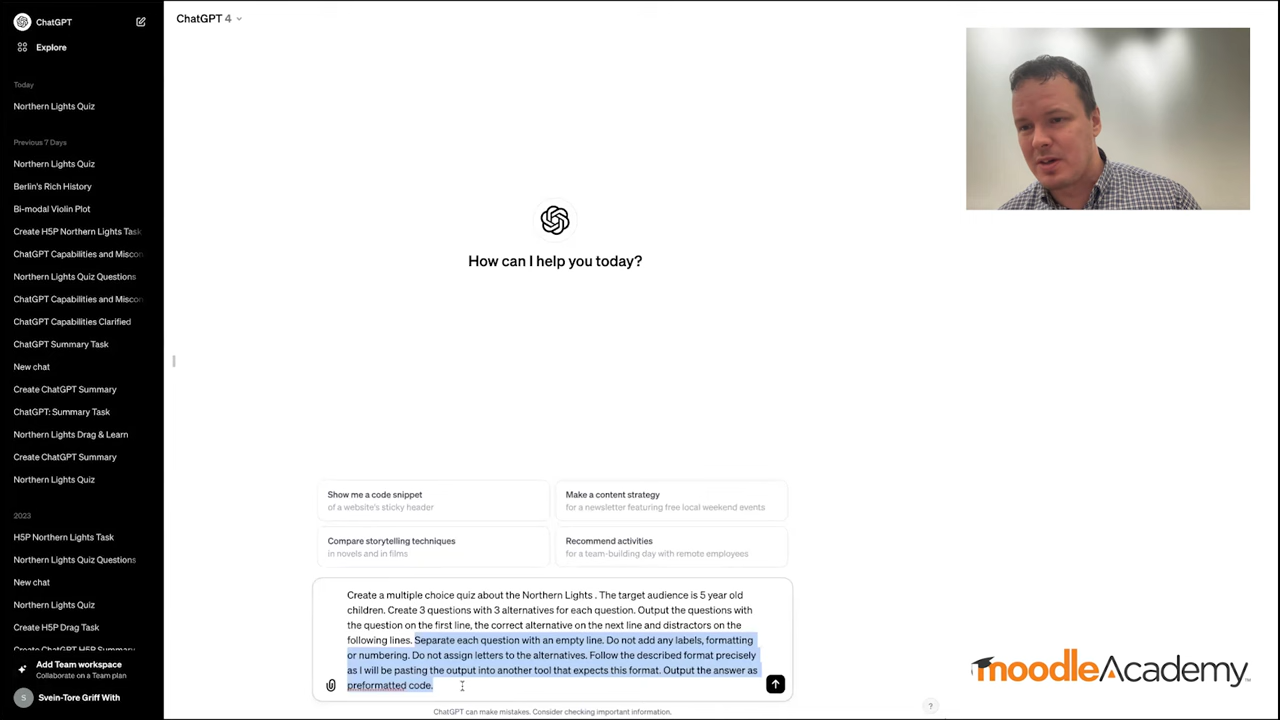 ChatGPT
Explore
Today
Northern Lights Quiz
Previous 7 Days
Northern Lights Quiz
Berlin's Rich History
Bi-modal Violin Plot
Create H5P Northern Lights Task
ChatGPT Capabilities and Miscon
Northern Lights Quiz Questions
ChatGPT Capabilities and Miscon
ChatGPT Capabilities Clarified
ChatGPT Summary Task
New chat
Create ChatGPT Summary
ChatGPT: Summary Task
Northern Lights Drag & Learn
Create ChatGPT Summary
Northern Lights Quiz
2023
H5P Northern Lights Task
Northern Lights Quiz Questions
New chat
Northern Lights Quiz
Create H5P Drag Task
Add Team workspace
Collaborate on a Team plan
Svein-Tore Griff With
ChatGPT 4
How can I help you today?
Show me a code snippet
of a website's sticky header
Make a content strategy
for a newsletter featuring free local weekend events
Compare storytelling techniques
in novels and in films
Recommend activities
for a team-building day with remote employees
Create a multiple choice quiz about the Northern Lights . The target audience is 5 year old
children. Create 3 questions with 3 alternatives for each question. Output the questions with
the question on the first line, the correct alternative on the next line and distractors on the
following lines. Separate each question with an empty line. Do not add any labels, formatting
or numbering. Do not assign letters to the alternatives. Follow the described format precisely
as I will be pasting the output into another tool that expects this format. Output the answer as
preformatted code.
ChatGPT can make mistakes. Consider checking important information.
?
moodleAcademy